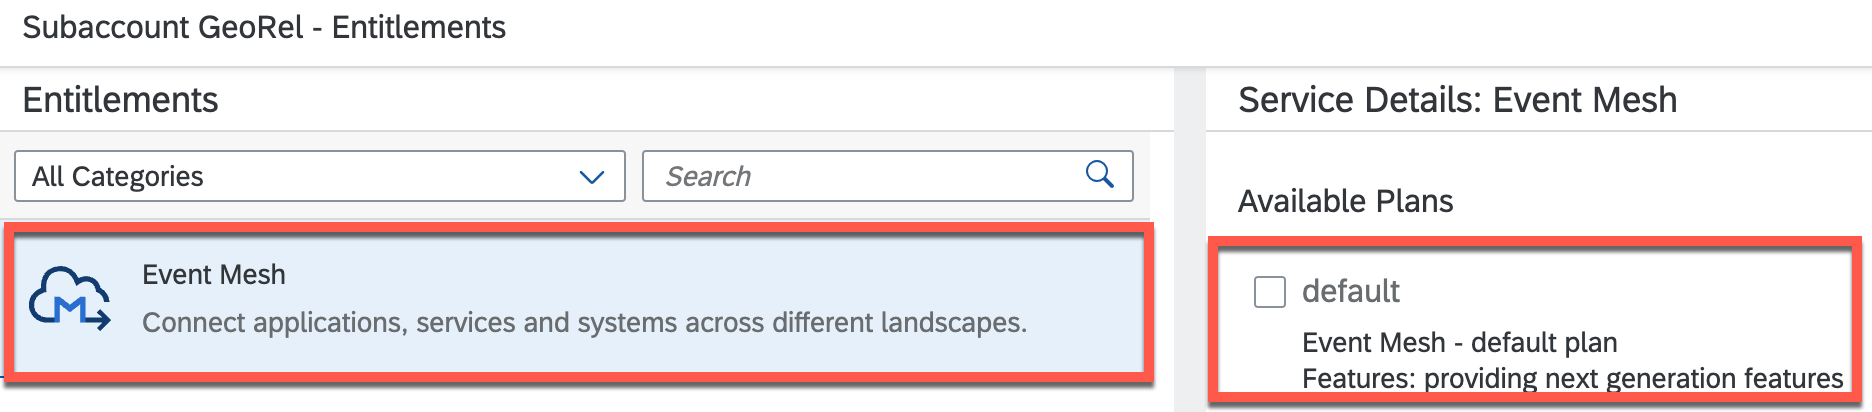 Subaccount GeoRel - Entitlements
Entitlements
All Categories
Search
Event Mesh
Connect applications, services and systems across different landscapes.
Service Details: Event Mesh
Available Plans
default
Event Mesh - default plan
Features: providing next generation features